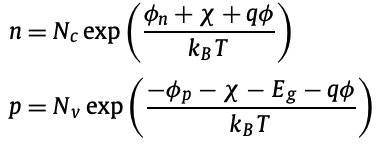 n = N_c exp ( (ϕ_n + χ + qϕ) / (k_B T) )
p = N_v exp ( (−ϕ_p − χ − E_g − qϕ) / (k_B T) )